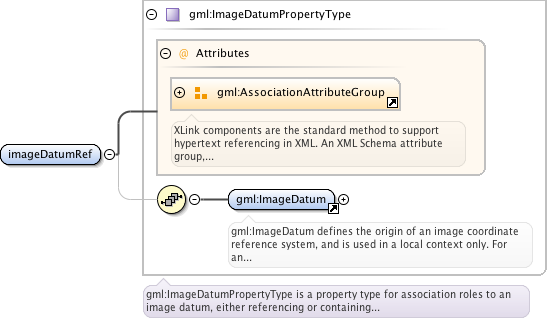 gml:ImageDatumPropertyType
@ Attributes
gml:AssociationAttributeGroup
XLink components are the standard method to support
hypertext referencing in XML. An XML Schema attribute
group,...
imageDatumRef
gml:ImageDatum
gml:ImageDatum defines the origin of an image coordinate
reference system, and is used in a local context only. For
an...
gml:ImageDatumPropertyType is a property type for association roles to an
image datum, either referencing or containing...